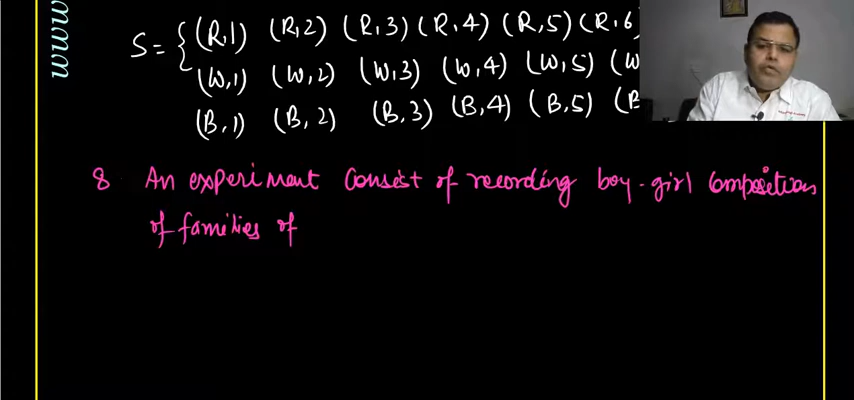 www
S = { (R,1) (R,2) (R,3) (R,4) (R,5) (R,6
(W,1) (W,2) (W,3) (W,4) (W,5) (W
(B,1) (B,2) (B,3) (B,4) (B,5) (B
8 An experiment consist of recording boy-girl composition
of families of